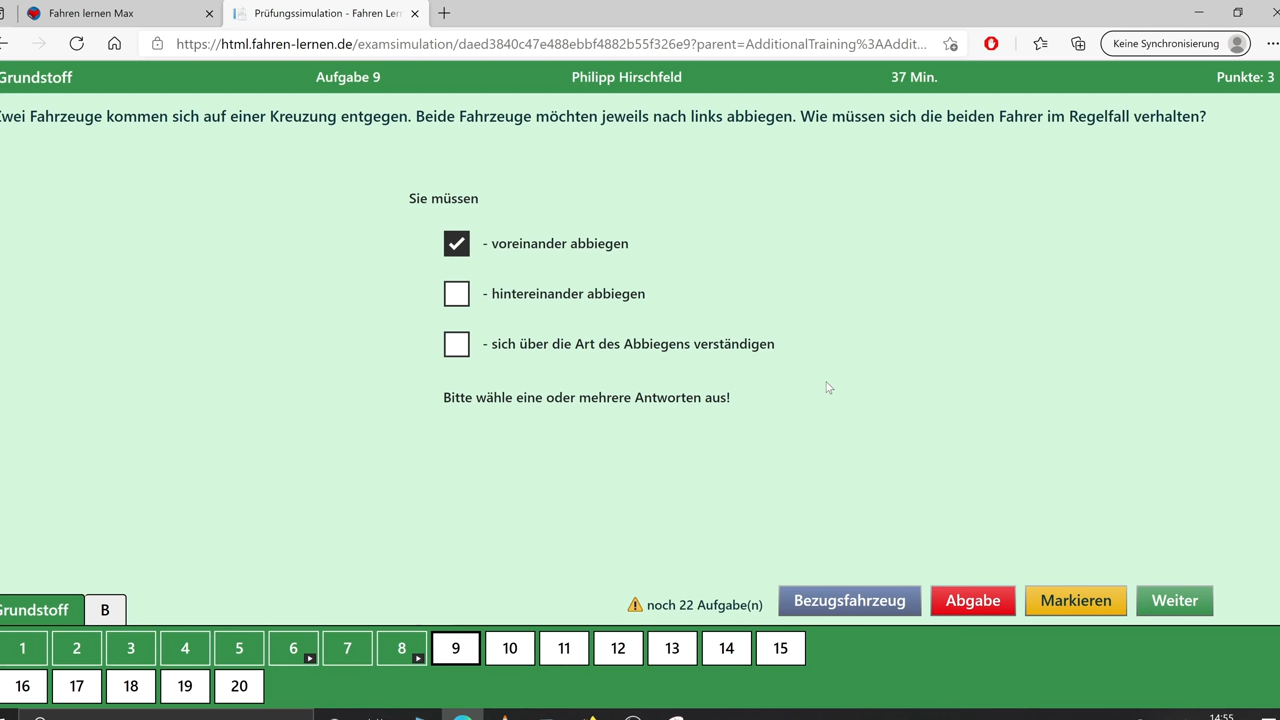 Fahren lernen Max
Prüfungssimulation - Fahren Ler
https://html.fahren-lernen.de/examsimulation/daed3840c47e488ebbf4882b55f326e9?parent=AdditionalTraining%3AAddit...
Keine Synchronisierung
Grundstoff Aufgabe 9 Philipp Hirschfeld 37 Min. Punkte: 3
Zwei Fahrzeuge kommen sich auf einer Kreuzung entgegen. Beide Fahrzeuge möchten jeweils nach links abbiegen. Wie müssen sich die beiden Fahrer im Regelfall verhalten?
Sie müssen
- voreinander abbiegen
- hintereinander abbiegen
- sich über die Art des Abbiegens verständigen
Bitte wähle eine oder mehrere Antworten aus!
Grundstoff B noch 22 Aufgabe(n) Bezugsfahrzeug Abgabe Markieren Weiter
1 2 3 4 5 6 7 8 9 10 11 12 13 14 15
16 17 18 19 20
14:55